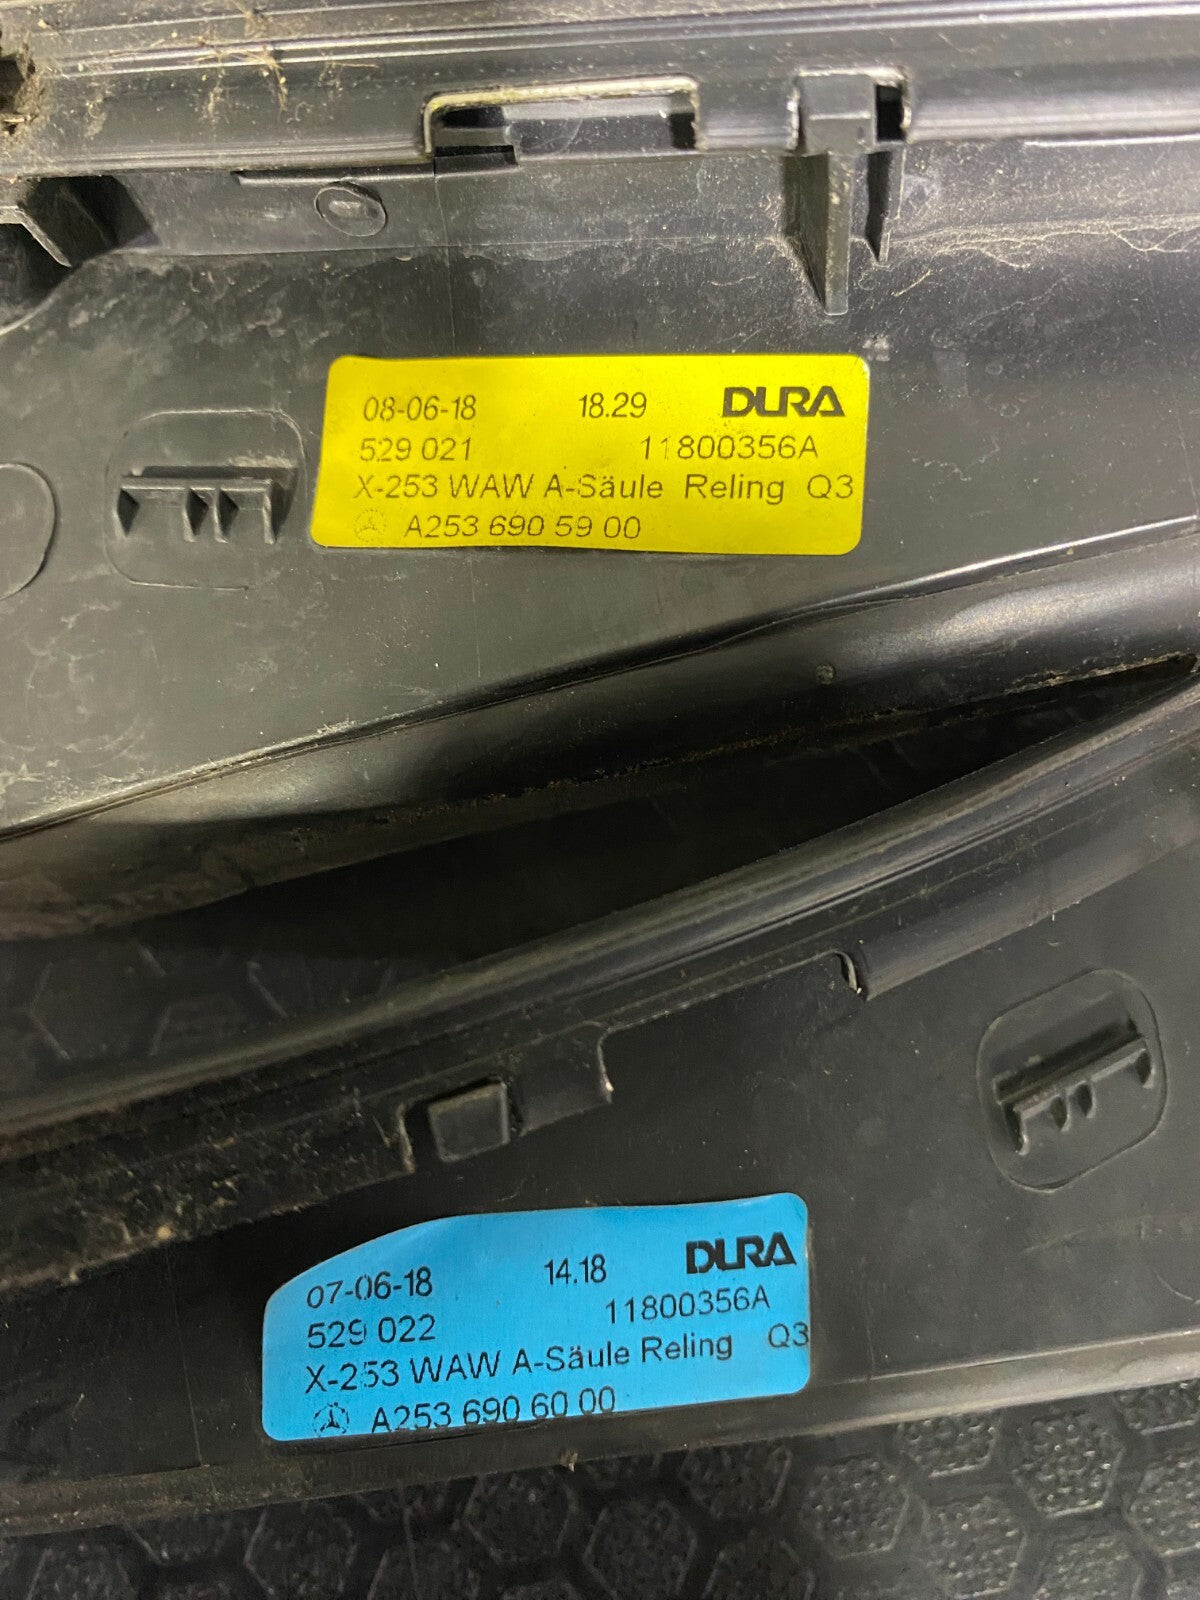 08-06-18 18.29 DURA
529 021 11800356A
X-253 WAW A-Säule Reling Q3
A253 690 59 00
07-06-18 14.18 DURA
529 022 11800356A
X-253 WAW A-Säule Reling Q3
A253 690 60 00